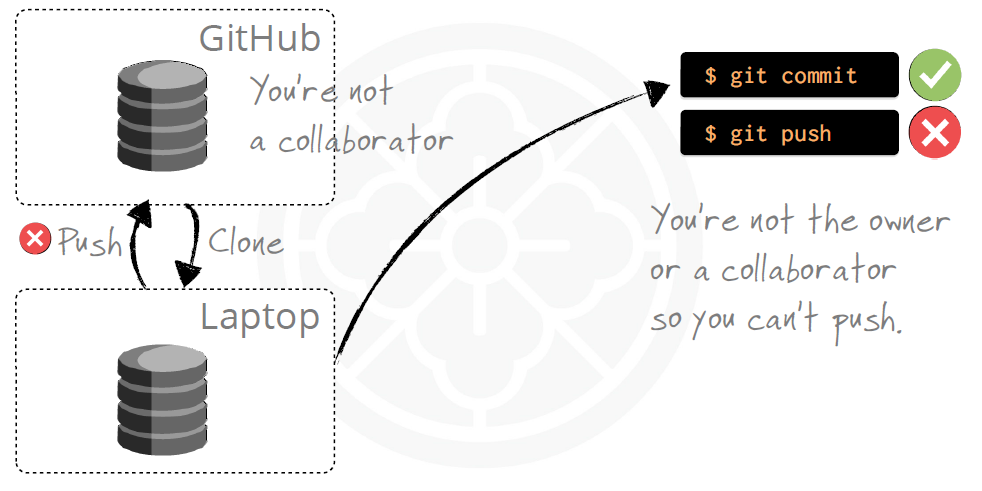 GitHub
You're not
a collaborator
Push
Clone
Laptop
$ git commit
$ git push
You're not the owner
or a collaborator
so you can't push.